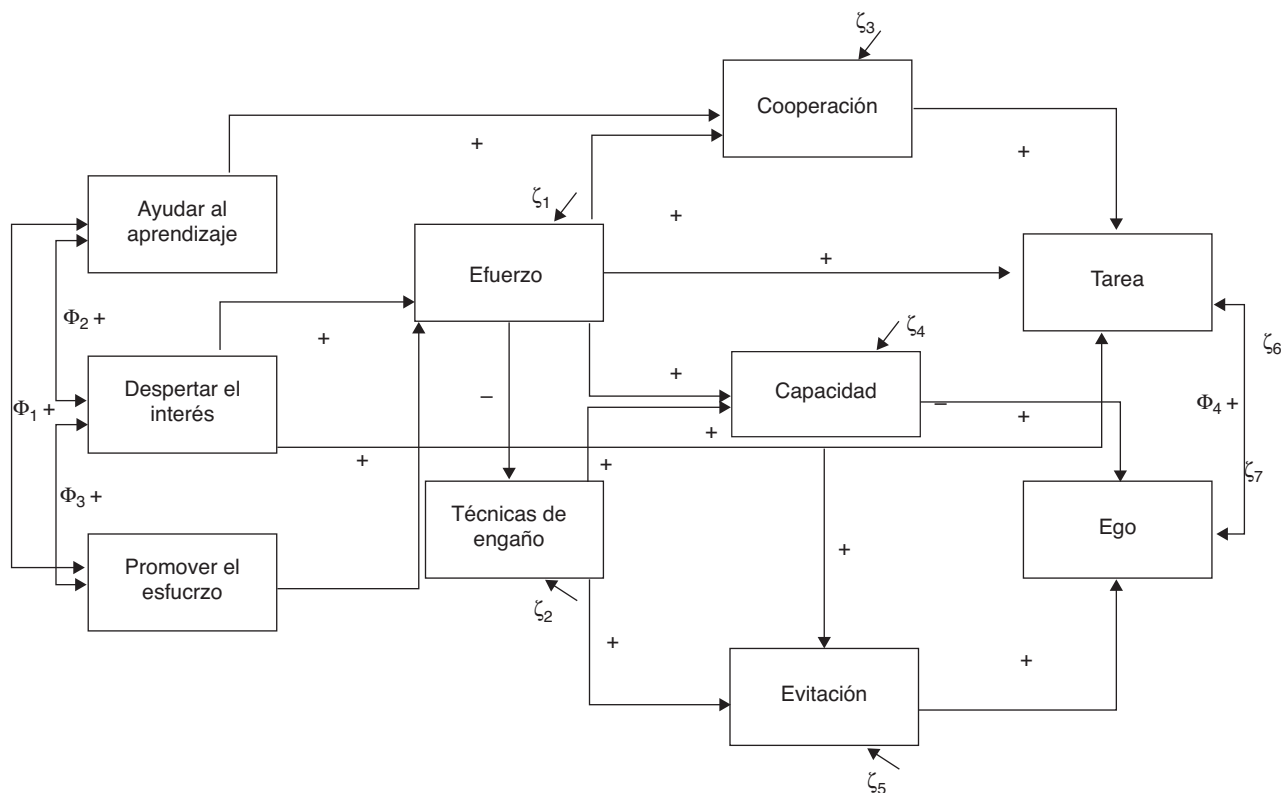 ζ3
Cooperación
+
+
Ayudar al
aprendizaje
ζ1
+
Efuerzo
+
Tarea
Φ2 +
+
ζ4
ζ6
Despertar el
interés
–
+
Capacidad
–
+
Φ1 +
Φ4 +
+
+
+
ζ7
Φ3 +
Técnicas de
engaño
Ego
Promover el
esfucrzo
+
ζ2
+
+
Evitación
ζ5